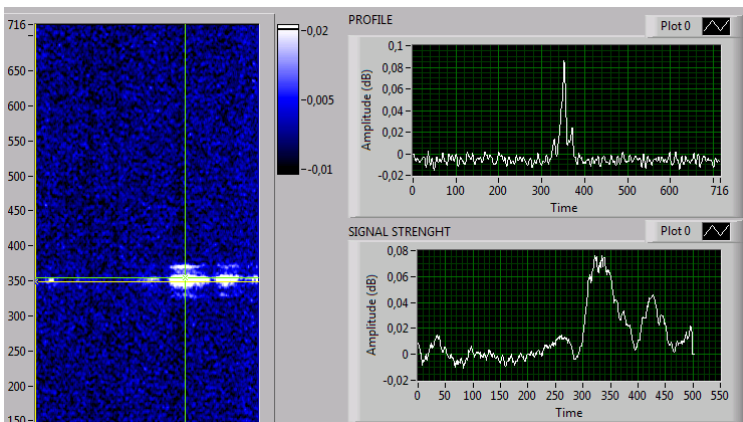 716
650
600
550
500
450
400
350
300
250
200
150
0,02
0,005
-0,01
PROFILE
Plot 0
Amplitude (dB)
0,1
0,08
0,06
0,04
0,02
0
-0,02
0 100 200 300 400 500 600 716
Time
SIGNAL STRENGHT
Plot 0
Amplitude (dB)
0,08
0,06
0,04
0,02
0
-0,02
0 50 100 150 200 250 300 350 400 450 500 550
Time